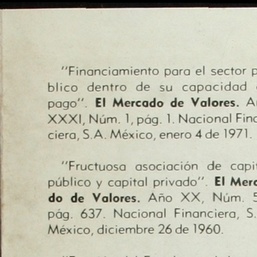 "Financiamiento para el sector p
blico dentro de su capacidad
pago". El Mercado de Valores. A
XXXI, Núm. 1, pág. 1. Nacional Fina
ciera, S.A. México, enero 4 de 1971.
"Fructuosa asociación de capi
público y capital privado". El Merc
do de Valores. Año XX, Núm. 5
pág. 637. Nacional Financiera, S.
México, diciembre 26 de 1960.